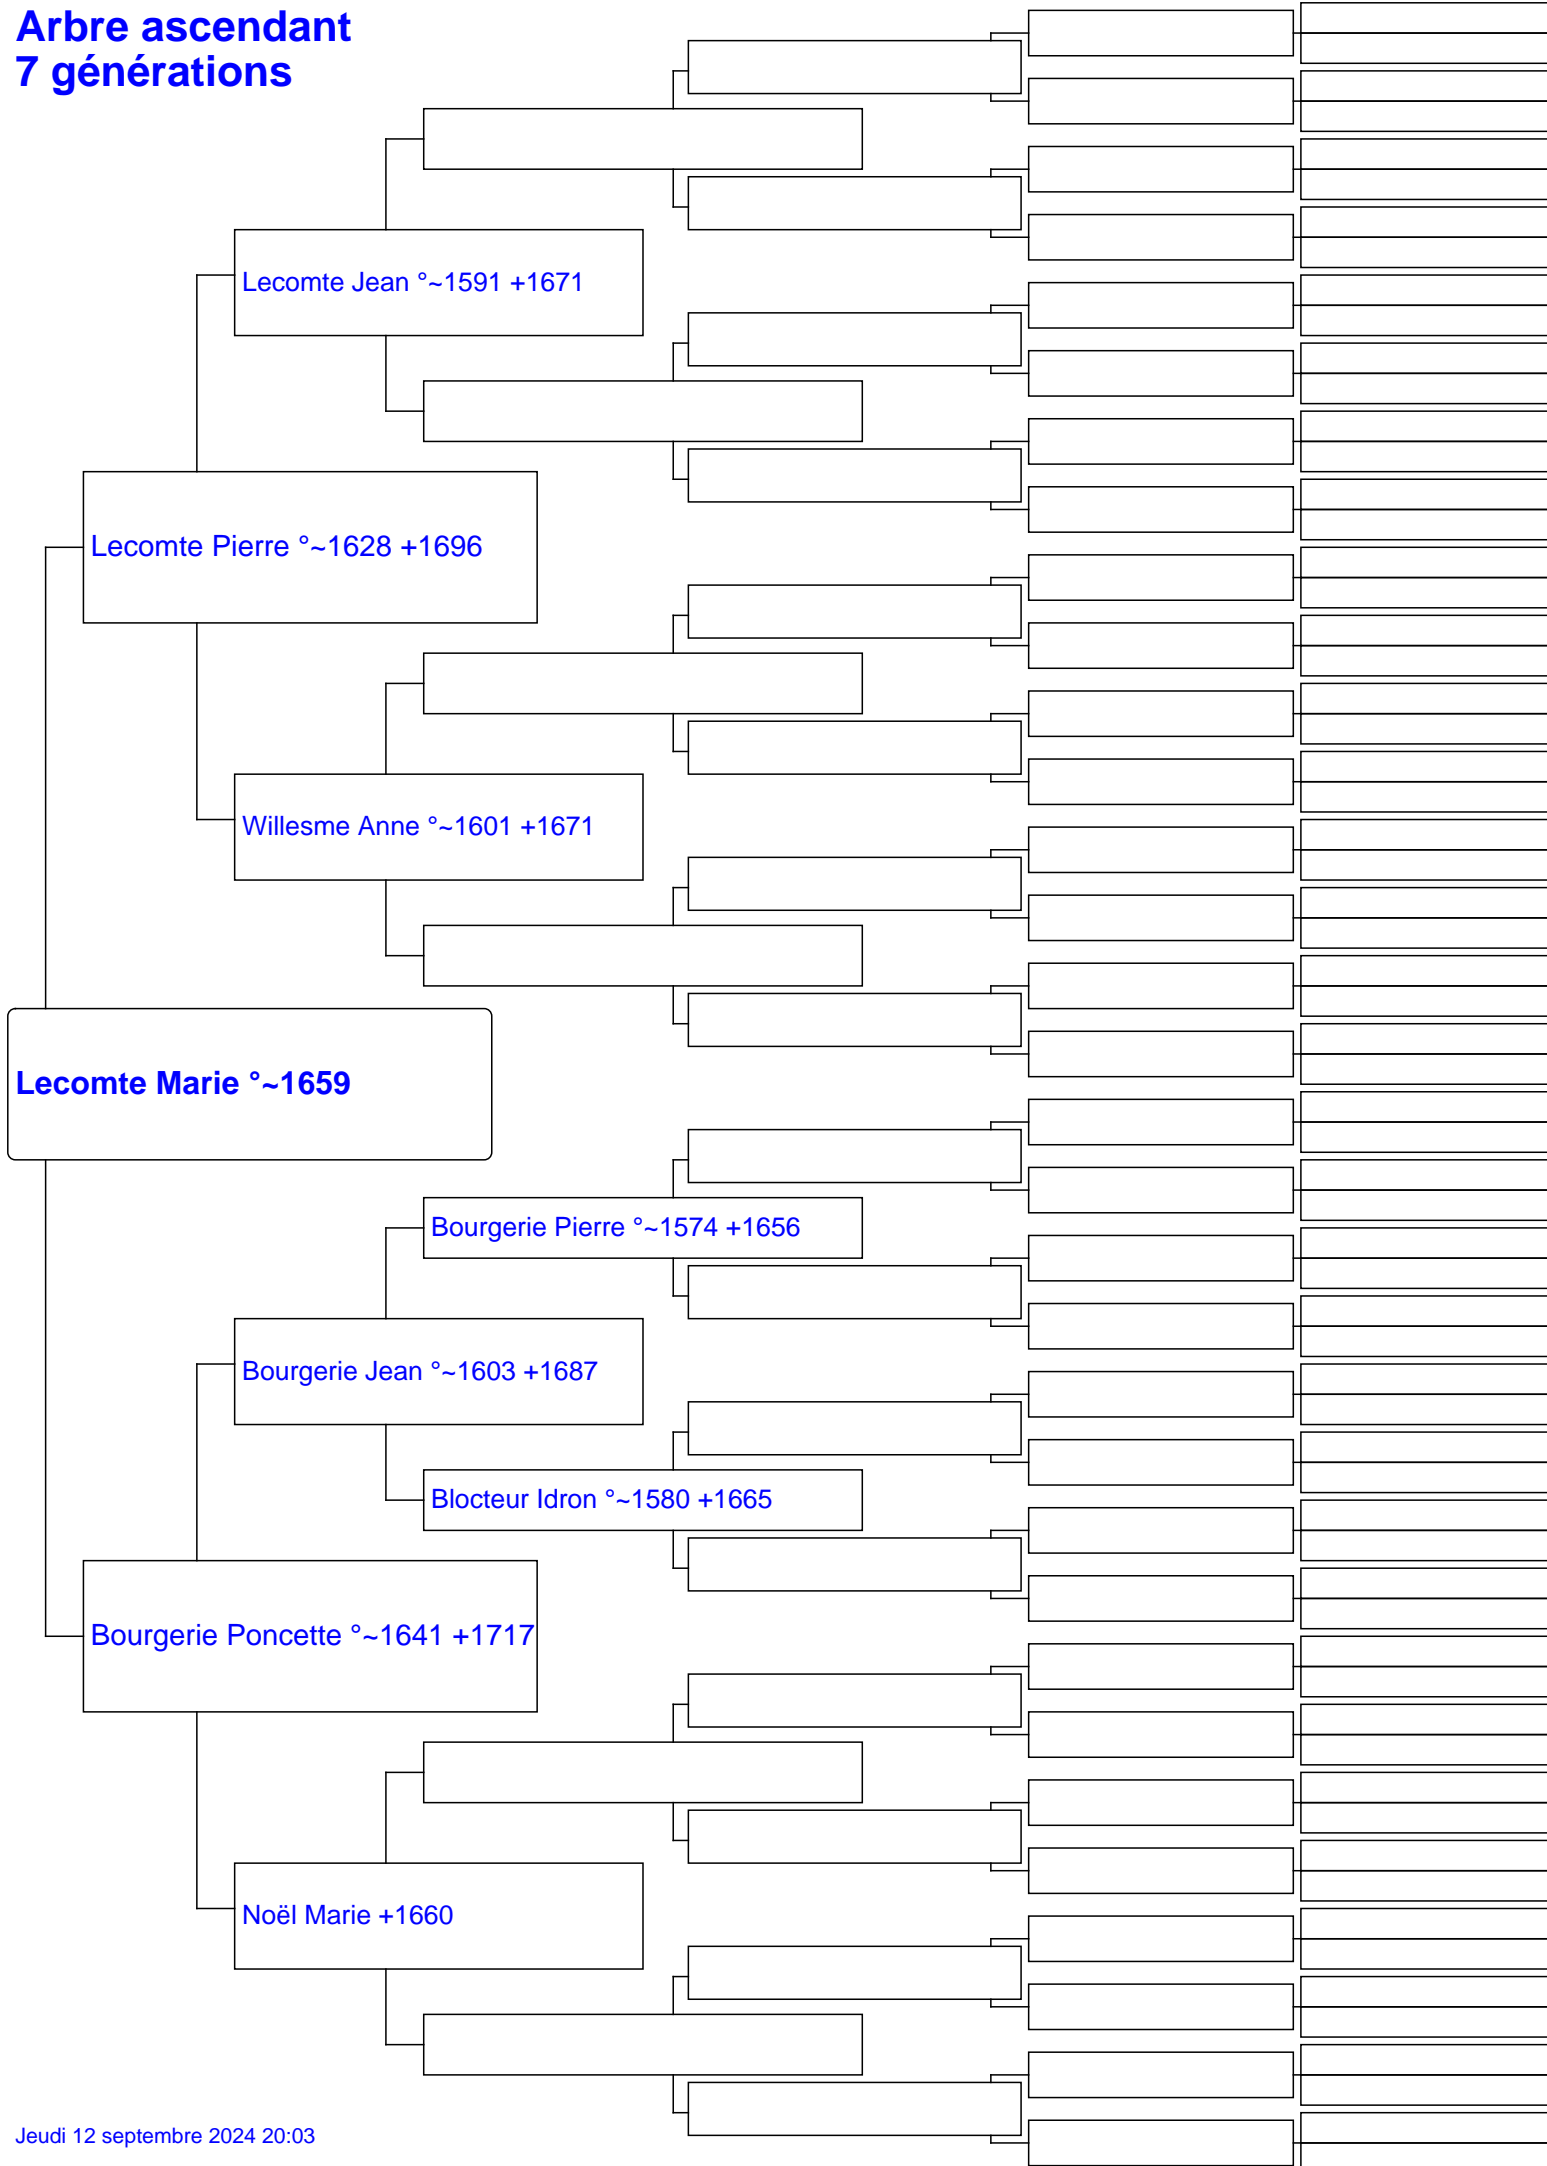 Arbre ascendant
7 générations
Lecomte Jean °~1591 +1671
Lecomte Pierre °~1628 +1696
Willesme Anne °~1601 +1671
Lecomte Marie °~1659
Bourgerie Pierre °~1574 +1656
Bourgerie Jean °~1603 +1687
Blocteur Idron °~1580 +1665
Bourgerie Poncette °~1641 +1717
Noël Marie +1660
Jeudi 12 septembre 2024 20:03